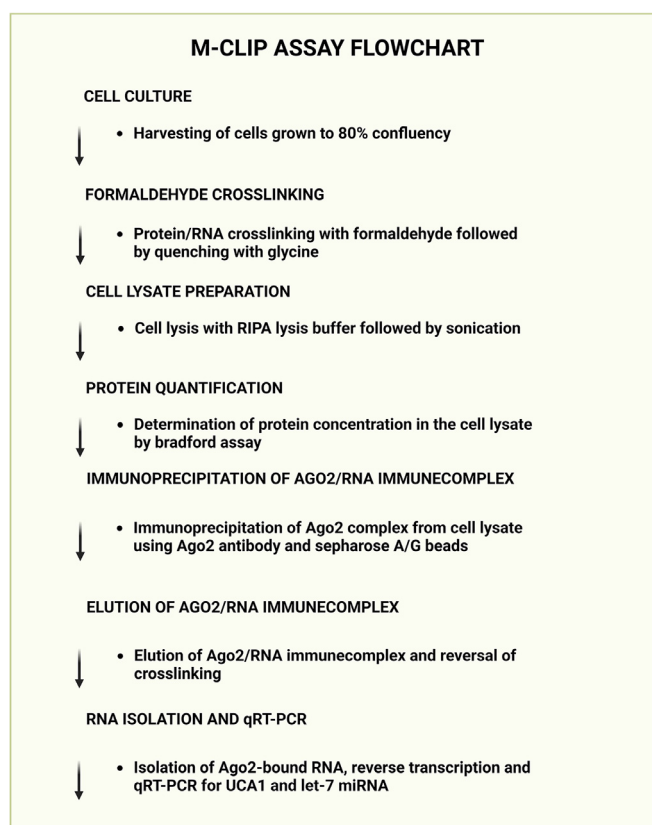 M-CLIP ASSAY FLOWCHART
CELL CULTURE
• Harvesting of cells grown to 80% confluency
FORMALDEHYDE CROSSLINKING
• Protein/RNA crosslinking with formaldehyde followed
by quenching with glycine
CELL LYSATE PREPARATION
• Cell lysis with RIPA lysis buffer followed by sonication
PROTEIN QUANTIFICATION
• Determination of protein concentration in the cell lysate
by bradford assay
IMMUNOPRECIPITATION OF AGO2/RNA IMMUNECOMPLEX
• Immunoprecipitation of Ago2 complex from cell lysate
using Ago2 antibody and sepharose A/G beads
ELUTION OF AGO2/RNA IMMUNECOMPLEX
• Elution of Ago2/RNA immunecomplex and reversal of
crosslinking
RNA ISOLATION AND qRT-PCR
• Isolation of Ago2-bound RNA, reverse transcription and
qRT-PCR for UCA1 and let-7 miRNA